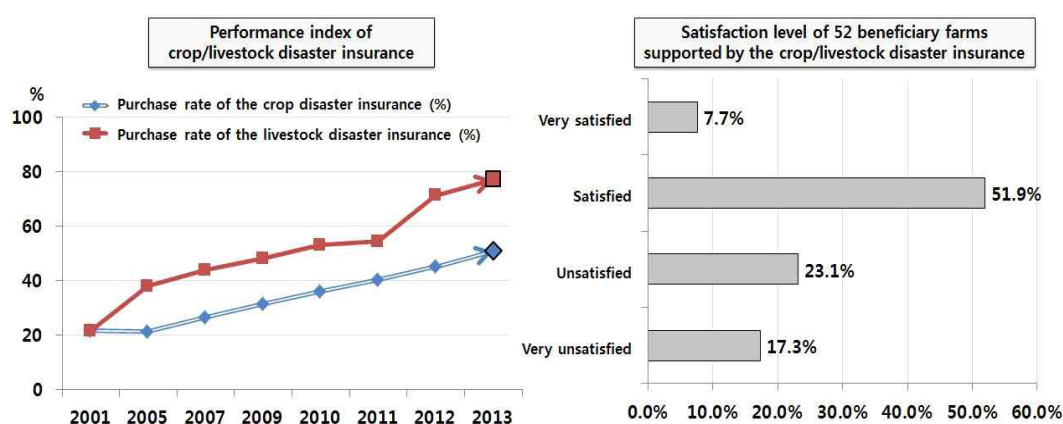 Performance index of
crop/livestock disaster insurance
%
Purchase rate of the crop disaster insurance (%)
Purchase rate of the livestock disaster insurance (%)
100
80
60
40
20
0
2001 2005 2007 2009 2010 2011 2012 2013
Satisfaction level of 52 beneficiary farms
supported by the crop/livestock disaster insurance
Very satisfied 7.7%
Satisfied 51.9%
Unsatisfied 23.1%
Very unsatisfied 17.3%
0.0% 10.0% 20.0% 30.0% 40.0% 50.0% 60.0%